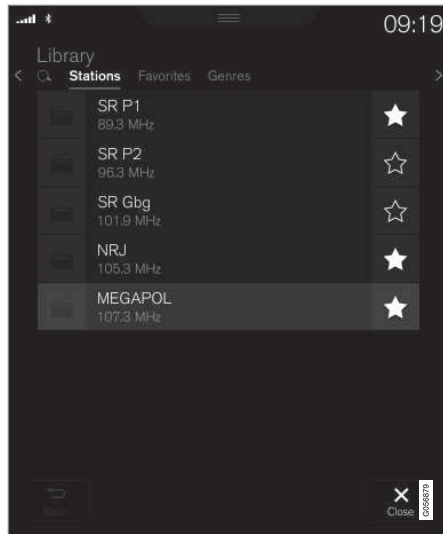 09:19
Library
Stations Favorites Genres
SR P1
89.3 MHz
SR P2
96.3 MHz
SR Gbg
101.9 MHz
NRJ
105.3 MHz
MEGAPOL
107.3 MHz
Back
Close
G056879